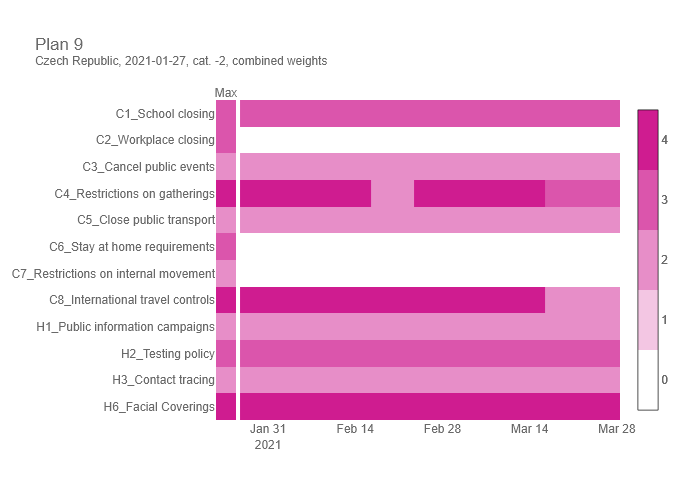 Plan 9
Czech Republic, 2021-01-27, cat. -2, combined weights
Max
C1_School closing
C2_Workplace closing
C3_Cancel public events
C4_Restrictions on gatherings
C5_Close public transport
C6_Stay at home requirements
C7_Restrictions on internal movement
C8_International travel controls
H1_Public information campaigns
H2_Testing policy
H3_Contact tracing
H6_Facial Coverings
Jan 31 Feb 14 Feb 28 Mar 14 Mar 28
2021
4
3
2
1
0